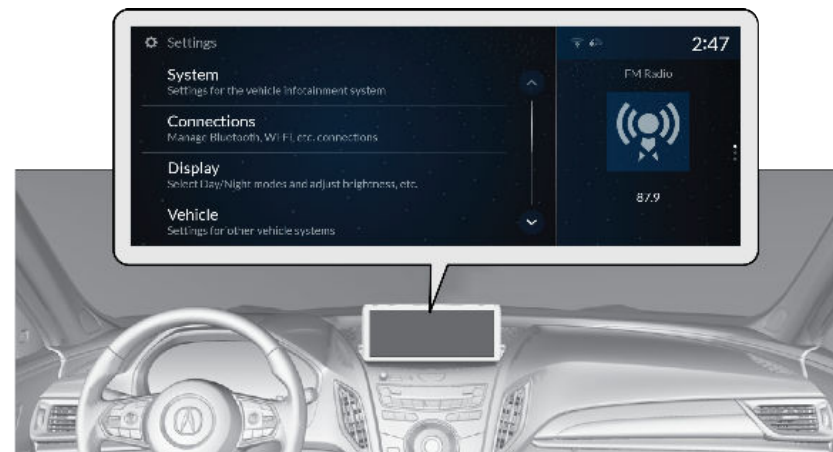 Settings
2:47
System
Settings for the vehicle infotainment system
FM Radio
Connections
Manage Bluetooth, Wi-Fi, etc. connections
Display
Select Day/Night modes and adjust brightness, etc.
87.9
Vehicle
Settings for other vehicle systems